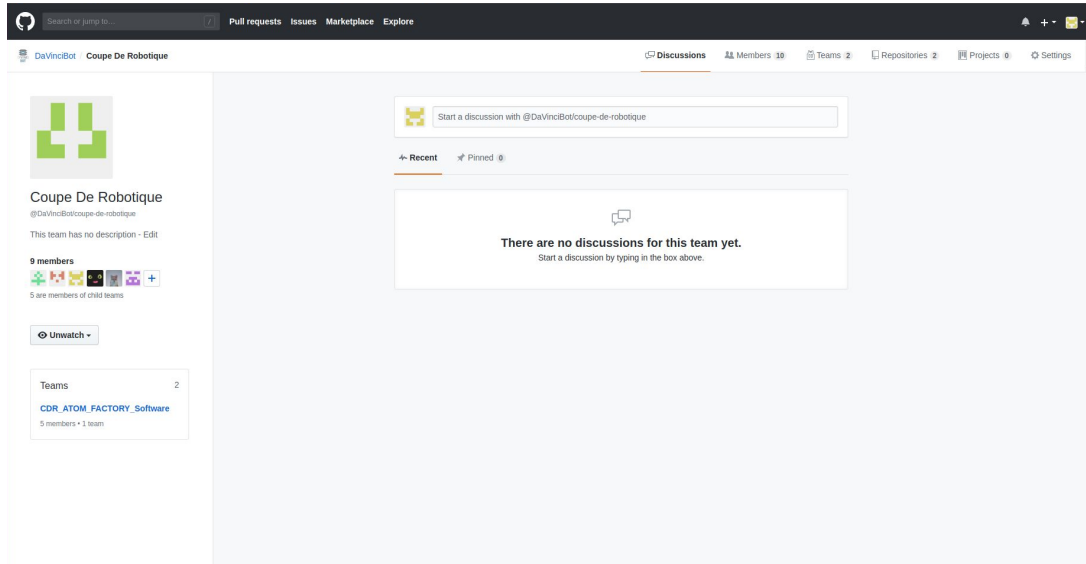 Search or jump to... /
Pull requests Issues Marketplace Explore
DaVinciBot / Coupe De Robotique
Discussions Members 10 Teams 2 Repositories 2 Projects 0 Settings
Start a discussion with @DaVinciBot/coupe-de-robotique
Recent Pinned 0
Coupe De Robotique
@DaVinciBot/coupe-de-robotique
This team has no description - Edit
9 members
+
5 are members of child teams
Unwatch
Teams 2
CDR_ATOM_FACTORY_Software
5 members • 1 team
There are no discussions for this team yet.
Start a discussion by typing in the box above.